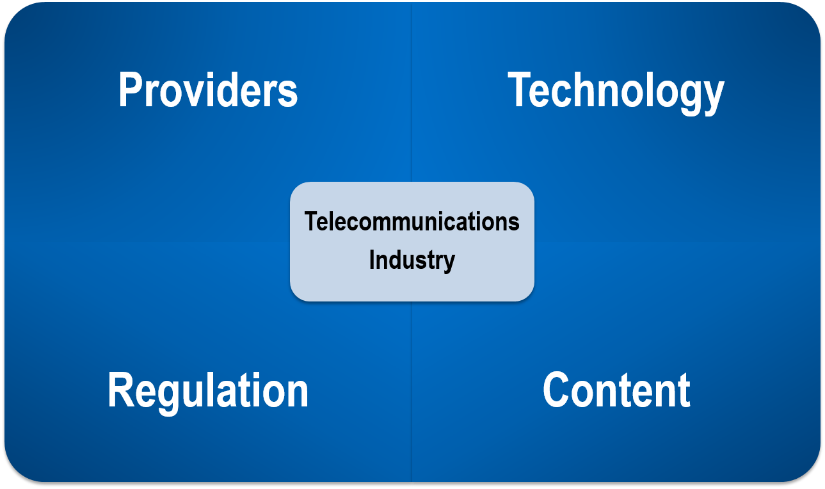 Providers
Technology
Telecommunications
Industry
Regulation
Content